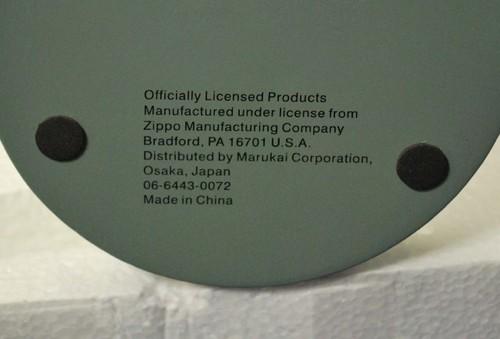 Officially Licensed Products
Manufactured under license from
Zippo Manufacturing Company
Bradford, PA 16701 U.S.A.
Distributed by Marukai Corporation,
Osaka, Japan
06-6443-0072
Made in China